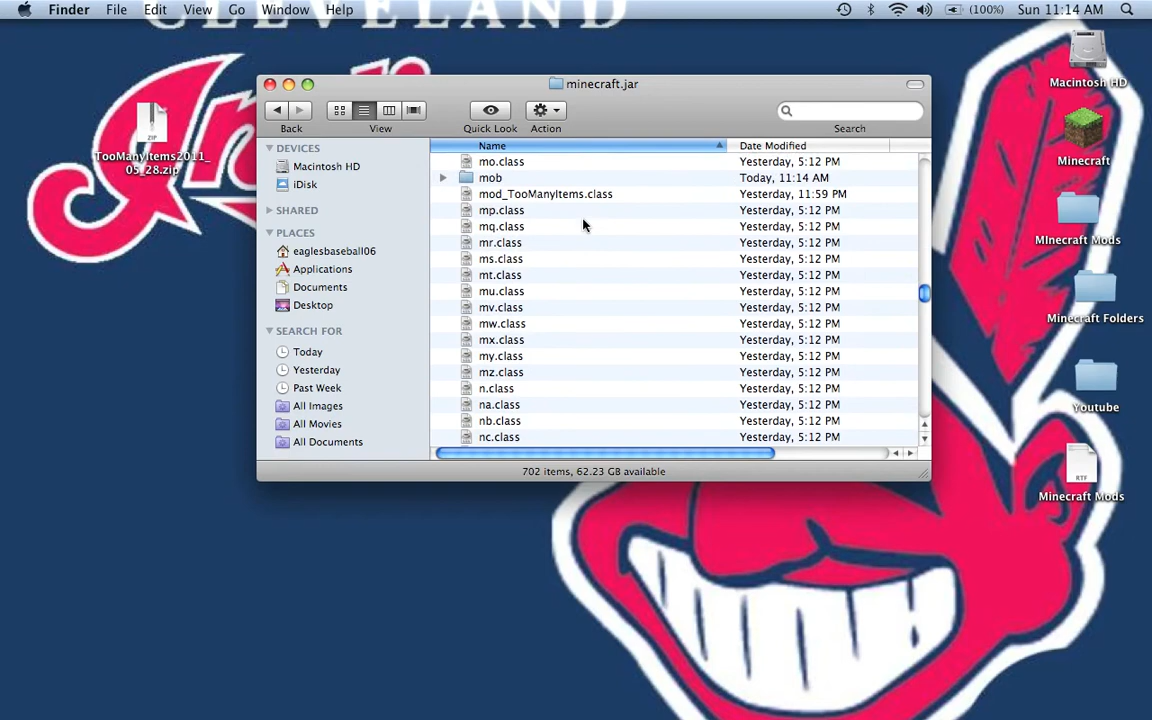 Finder File Edit View Go Window Help (100%) Sun 11:14 AM
CLEVELAND
Macintosh HD
minecraft.jar
Back View Quick Look Action Search
ZIP
TooManyItems2011_
05_28.zip
Minecraft
MInecraft Mods
Minecraft Folders
Youtube
RTF
Minecraft Mods
DEVICES
Macintosh HD
iDisk
SHARED
PLACES
eaglesbaseball06
Applications
Documents
Desktop
SEARCH FOR
Today
Yesterday
Past Week
All Images
All Movies
All Documents
Name Date Modified
mo.class Yesterday, 5:12 PM
mob Today, 11:14 AM
mod_TooManyItems.class Yesterday, 11:59 PM
mp.class Yesterday, 5:12 PM
mq.class Yesterday, 5:12 PM
mr.class Yesterday, 5:12 PM
ms.class Yesterday, 5:12 PM
mt.class Yesterday, 5:12 PM
mu.class Yesterday, 5:12 PM
mv.class Yesterday, 5:12 PM
mw.class Yesterday, 5:12 PM
mx.class Yesterday, 5:12 PM
my.class Yesterday, 5:12 PM
mz.class Yesterday, 5:12 PM
n.class Yesterday, 5:12 PM
na.class Yesterday, 5:12 PM
nb.class Yesterday, 5:12 PM
nc.class Yesterday, 5:12 PM
702 items, 62.23 GB available